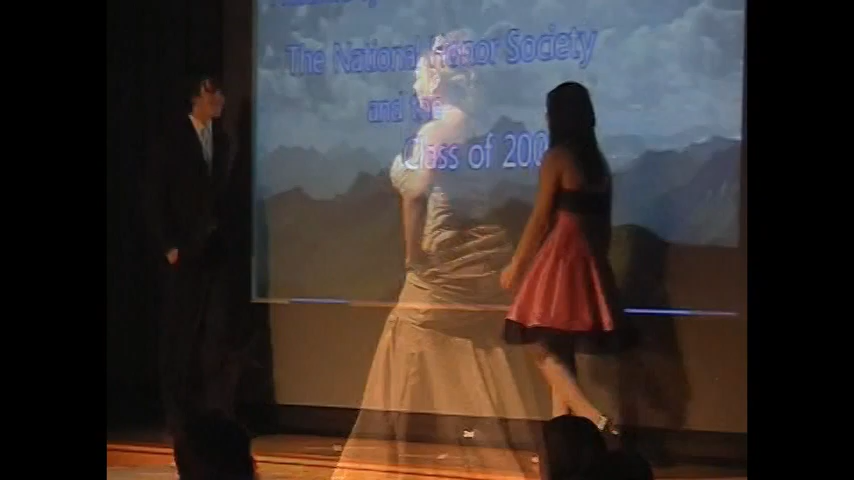 The National Honor Society
and the
Class of 200